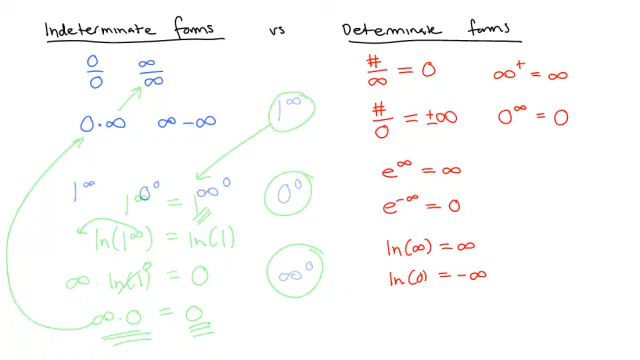 Indeterminate forms vs Determinate forms
0/0 ∞/∞
0·∞ ∞-∞
1^∞
1^∞ 0^0 ∞^0
1^∞ = 1
0^0
ln(1^∞) = ln(1)
∞·ln(1)^0 = 0
∞^0
∞·0 = 0
#/∞ = 0 ∞^+ = ∞
#/0 = ±∞ 0^∞ = 0
e^∞ = ∞
e^-∞ = 0
ln(∞) = ∞
ln(0) = -∞